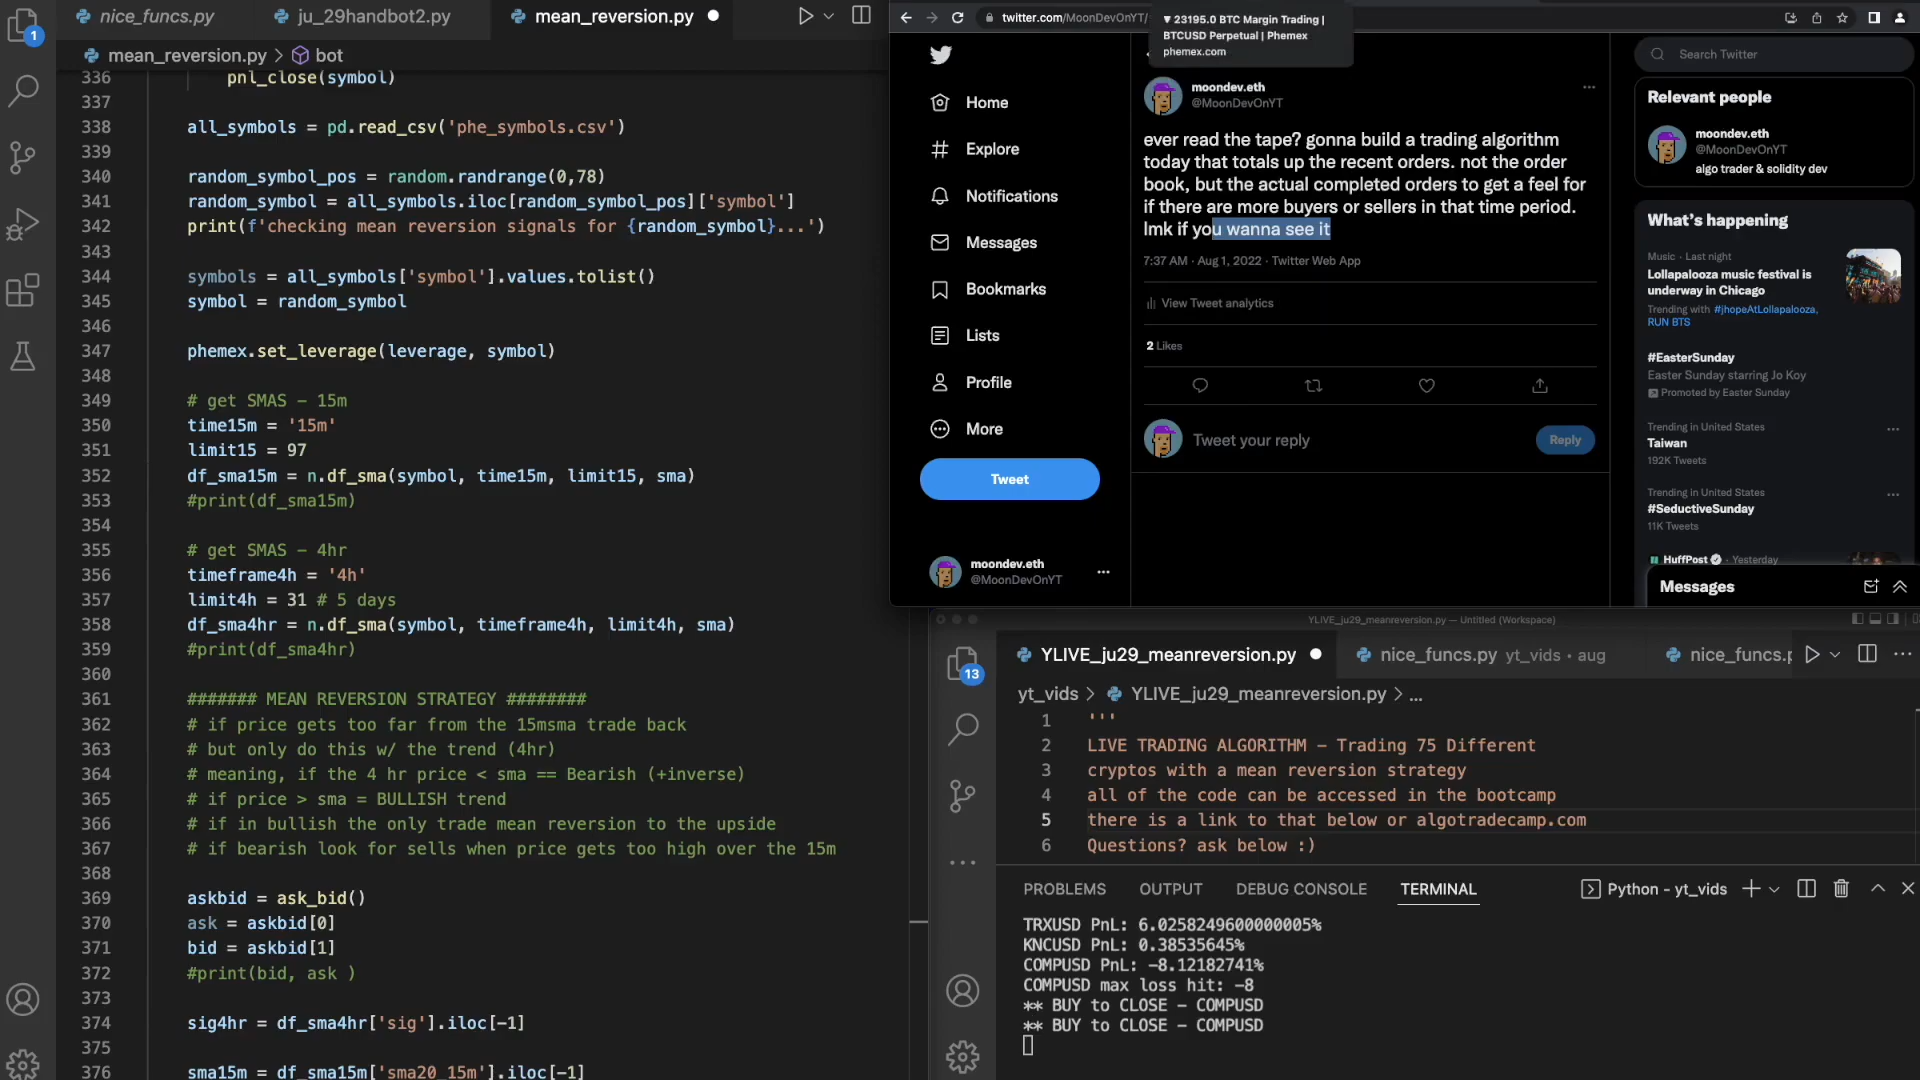 nice_funcs.py
ju_29handbot2.py
mean_reversion.py
mean_reversion.py > bot
336 pnl_close(symbol)
337
338 all_symbols = pd.read_csv('phe_symbols.csv')
339
340 random_symbol_pos = random.randrange(0,78)
341 random_symbol = all_symbols.iloc[random_symbol_pos]['symbol']
342 print(f'checking mean reversion signals for {random_symbol}...')
343
344 symbols = all_symbols['symbol'].values.tolist()
345 symbol = random_symbol
346
347 phemex.set_leverage(leverage, symbol)
348
349 # get SMAS - 15m
350 time15m = '15m'
351 limit15 = 97
352 df_sma15m = n.df_sma(symbol, time15m, limit15, sma)
353 #print(df_sma15m)
354
355 # get SMAS - 4hr
356 timeframe4h = '4h'
357 limit4h = 31 # 5 days
358 df_sma4hr = n.df_sma(symbol, timeframe4h, limit4h, sma)
359 #print(df_sma4hr)
360
361 ####### MEAN REVERSION STRATEGY ########
362 # if price gets too far from the 15msma trade back
363 # but only do this w/ the trend (4hr)
364 # meaning, if the 4 hr price < sma == Bearish (+inverse)
365 # if price > sma = BULLISH trend
366 # if in bullish the only trade mean reversion to the upside
367 # if bearish look for sells when price gets too high over the 15m
368
369 askbid = ask_bid()
370 ask = askbid[0]
371 bid = askbid[1]
372 #print(bid, ask )
373
374 sig4hr = df_sma4hr['sig'].iloc[-1]
375
376 sma15m = df_sma15m['sma20_15m'].iloc[-1]
1
twitter.com/MoonDevOnYT/
▼ 23195.0 BTC Margin Trading |
BTCUSD Perpetual | Phemex
phemex.com
Home
Explore
Notifications
Messages
Bookmarks
Lists
Profile
More
Tweet
moondev.eth
@MoonDevOnYT
moondev.eth
@MoonDevOnYT
ever read the tape? gonna build a trading algorithm
today that totals up the recent orders. not the order
book, but the actual completed orders to get a feel for
if there are more buyers or sellers in that time period.
lmk if you wanna see it
7:37 AM · Aug 1, 2022 · Twitter Web App
View Tweet analytics
2 Likes
Tweet your reply
Reply
Search Twitter
Relevant people
moondev.eth
@MoonDevOnYT
algo trader & solidity dev
What's happening
Music · Last night
Lollapalooza music festival is
underway in Chicago
Trending with #jhopeAtLollapalooza,
RUN BTS
#EasterSunday
Easter Sunday starring Jo Koy
Promoted by Easter Sunday
Trending in United States
Taiwan
192K Tweets
Trending in United States
#SeductiveSunday
11K Tweets
HuffPost · Yesterday
Messages
YLIVE_ju29_meanreversion.py — Untitled (Workspace)
YLIVE_ju29_meanreversion.py
nice_funcs.py yt_vids • aug
nice_funcs.p
13
yt_vids > YLIVE_ju29_meanreversion.py > ...
1 '''
2 LIVE TRADING ALGORITHM - Trading 75 Different
3 cryptos with a mean reversion strategy
4 all of the code can be accessed in the bootcamp
5 there is a link to that below or algotradecamp.com
6 Questions? ask below :)
PROBLEMS OUTPUT DEBUG CONSOLE TERMINAL
Python - yt_vids
TRXUSD PnL: 6.0258249600000005%
KNCUSD PnL: 0.38535645%
COMPUSD PnL: -8.12182741%
COMPUSD max loss hit: -8
** BUY to CLOSE - COMPUSD
** BUY to CLOSE - COMPUSD